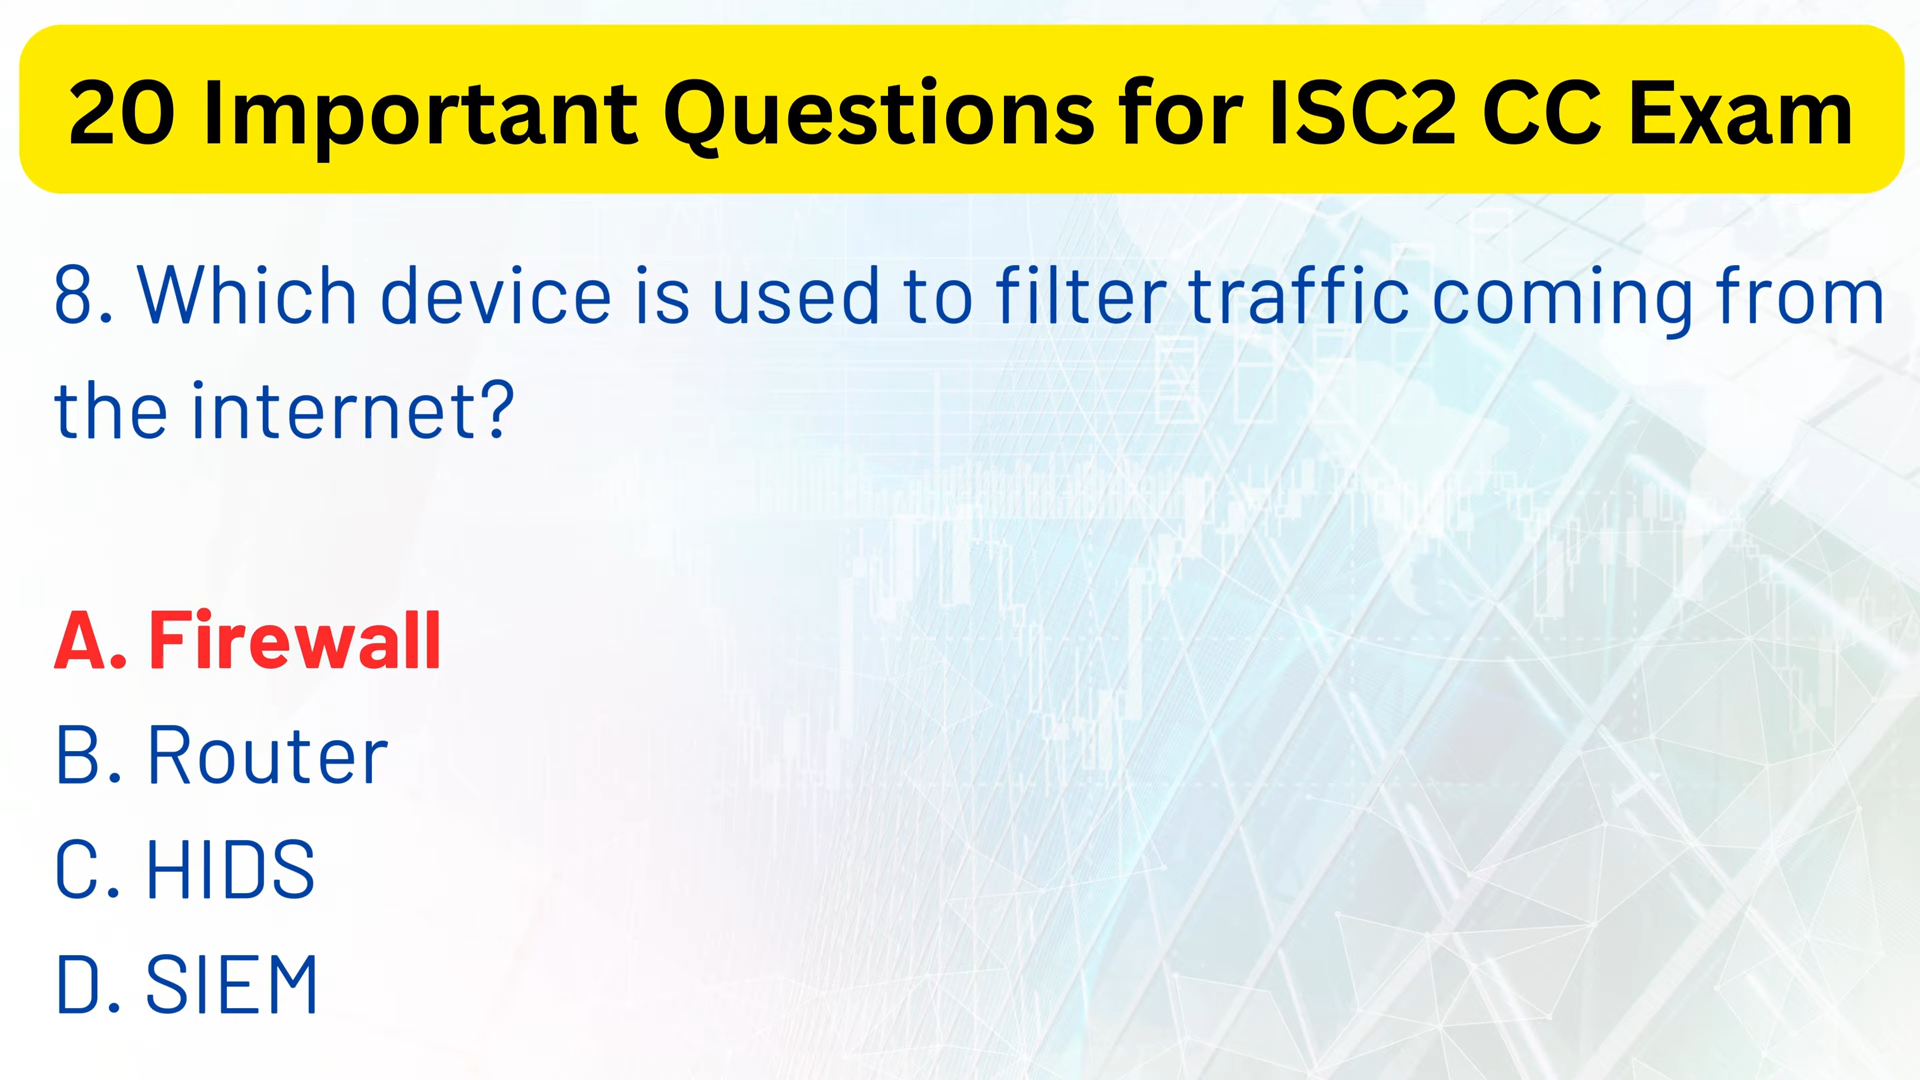 20 Important Questions for ISC2 CC Exam
8. Which device is used to filter traffic coming from
the internet?
A. Firewall
B. Router
C. HIDS
D. SIEM